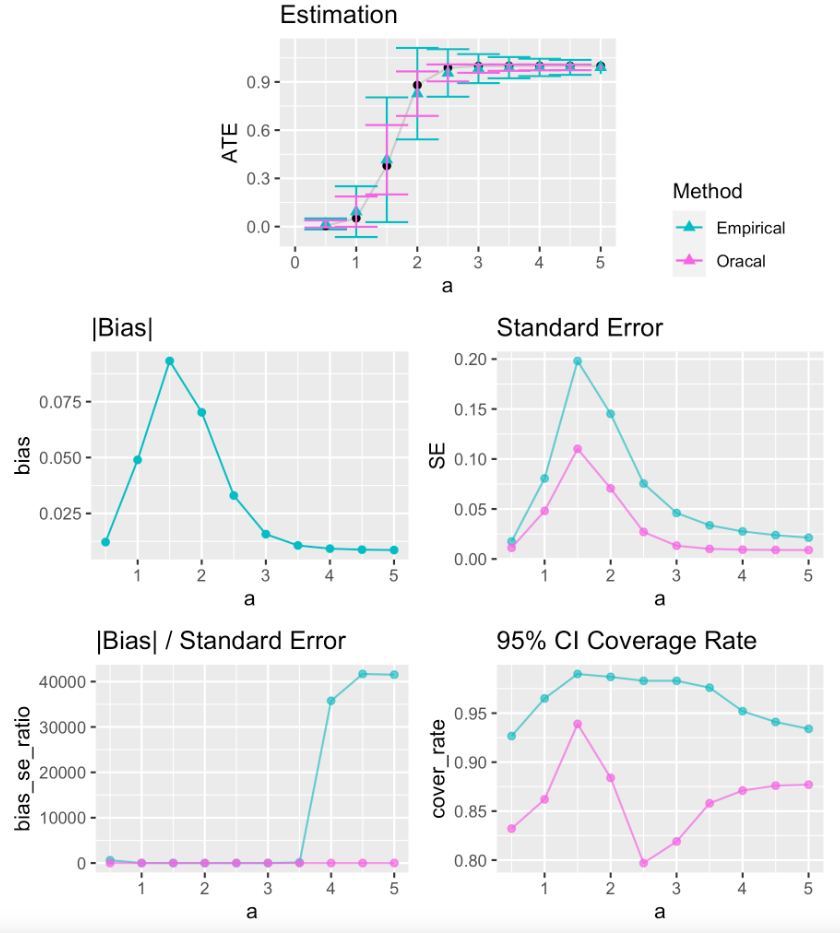 Estimation
ATE
0.9
0.6
0.3
0.0
0 1 2 3 4 5
a
Method
Empirical
Oracal
|Bias|
bias
0.075
0.050
0.025
1 2 3 4 5
a
Standard Error
SE
0.20
0.15
0.10
0.05
0.00
1 2 3 4 5
a
|Bias| / Standard Error
bias_se_ratio
40000
30000
20000
10000
0
1 2 3 4 5
a
95% CI Coverage Rate
cover_rate
0.95
0.90
0.85
0.80
1 2 3 4 5
a